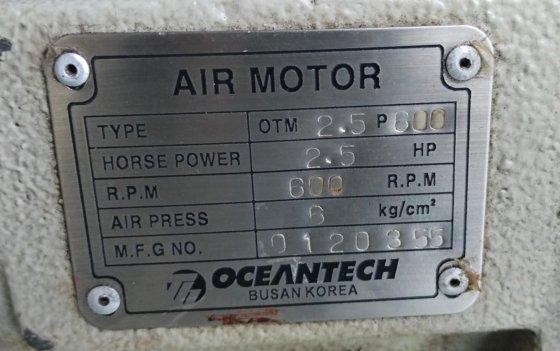 AIR MOTOR
TYPE OTM 2.5 P 600
HORSE POWER 2.5 HP
R.P.M 600 R.P.M
AIR PRESS 6 kg/cm²
M.F.G NO. 0120355
OCEANTECH
BUSAN KOREA